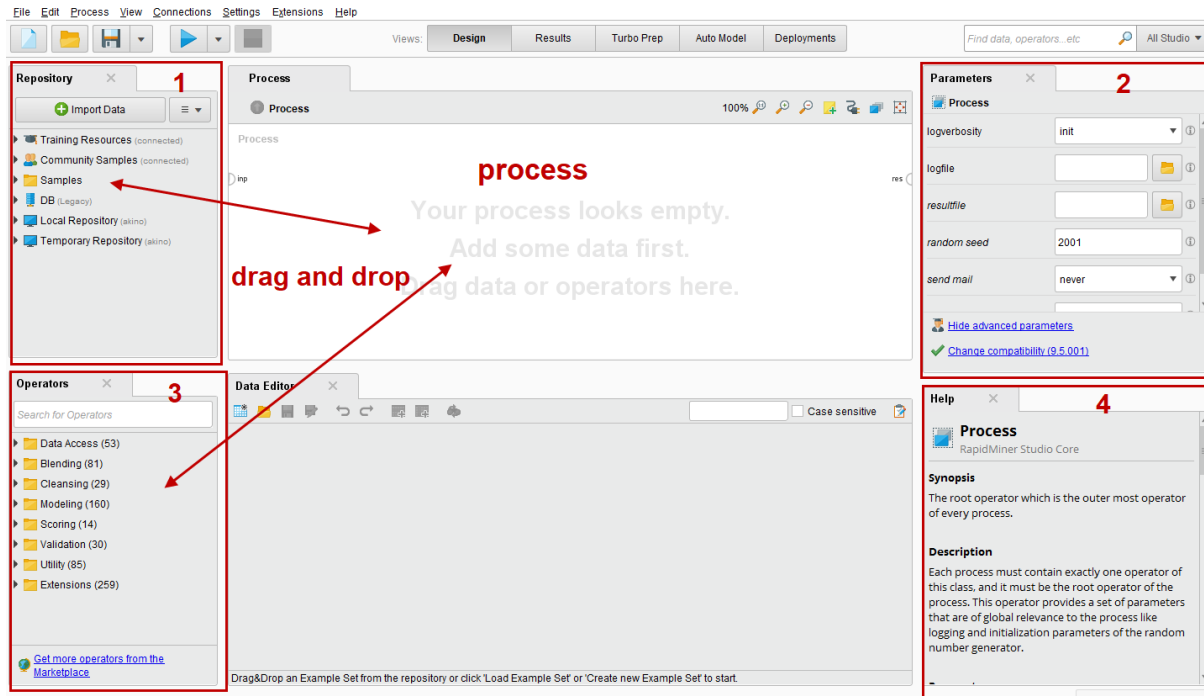 File Edit Process View Connections Settings Extensions Help
Views: Design Results Turbo Prep Auto Model Deployments Find data, operators...etc All Studio
Repository 1
Import Data
Training Resources (connected)
Community Samples (connected)
Samples
DB (Legacy)
Local Repository (akino)
Temporary Repository (akino)
Process
Process
100%
Process
inp
res
process
Your process looks empty.
Add some data first.
Drag data or operators here.
drag and drop
Parameters 2
Process
logverbosity init
logfile
resultfile
random seed 2001
send mail never
Hide advanced parameters
Change compatibility (9.5.001)
Operators 3
Search for Operators
Data Access (53)
Blending (81)
Cleansing (29)
Modeling (160)
Scoring (14)
Validation (30)
Utility (85)
Extensions (259)
Get more operators from the
Marketplace
Data Editor
Case sensitive
Drag&Drop an Example Set from the repository or click 'Load Example Set' or 'Create new Example Set' to start.
Help 4
Process
RapidMiner Studio Core
Synopsis
The root operator which is the outer most operator
of every process.
Description
Each process must contain exactly one operator of
this class, and it must be the root operator of the
process. This operator provides a set of parameters
that are of global relevance to the process like
logging and initialization parameters of the random
number generator.